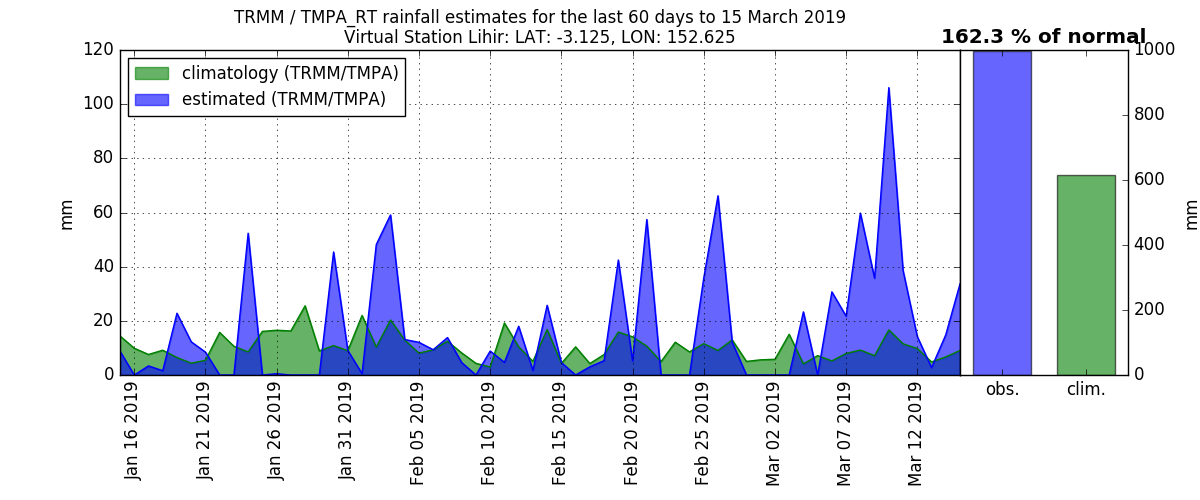 TRMM / TMPA_RT rainfall estimates for the last 60 days to 15 March 2019
Virtual Station Lihir: LAT: -3.125, LON: 152.625
162.3 % of normal
climatology (TRMM/TMPA)
estimated (TRMM/TMPA)
mm
120
100
80
60
40
20
0
Jan 16 2019
Jan 21 2019
Jan 26 2019
Jan 31 2019
Feb 05 2019
Feb 10 2019
Feb 15 2019
Feb 20 2019
Feb 25 2019
Mar 02 2019
Mar 07 2019
Mar 12 2019
obs.
clim.
1000
800
600
400
200
0
mm